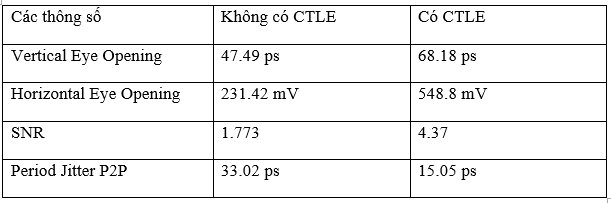 Các thông số Không có CTLE Có CTLE
Vertical Eye Opening 47.49 ps 68.18 ps
Horizontal Eye Opening 231.42 mV 548.8 mV
SNR 1.773 4.37
Period Jitter P2P 33.02 ps 15.05 ps